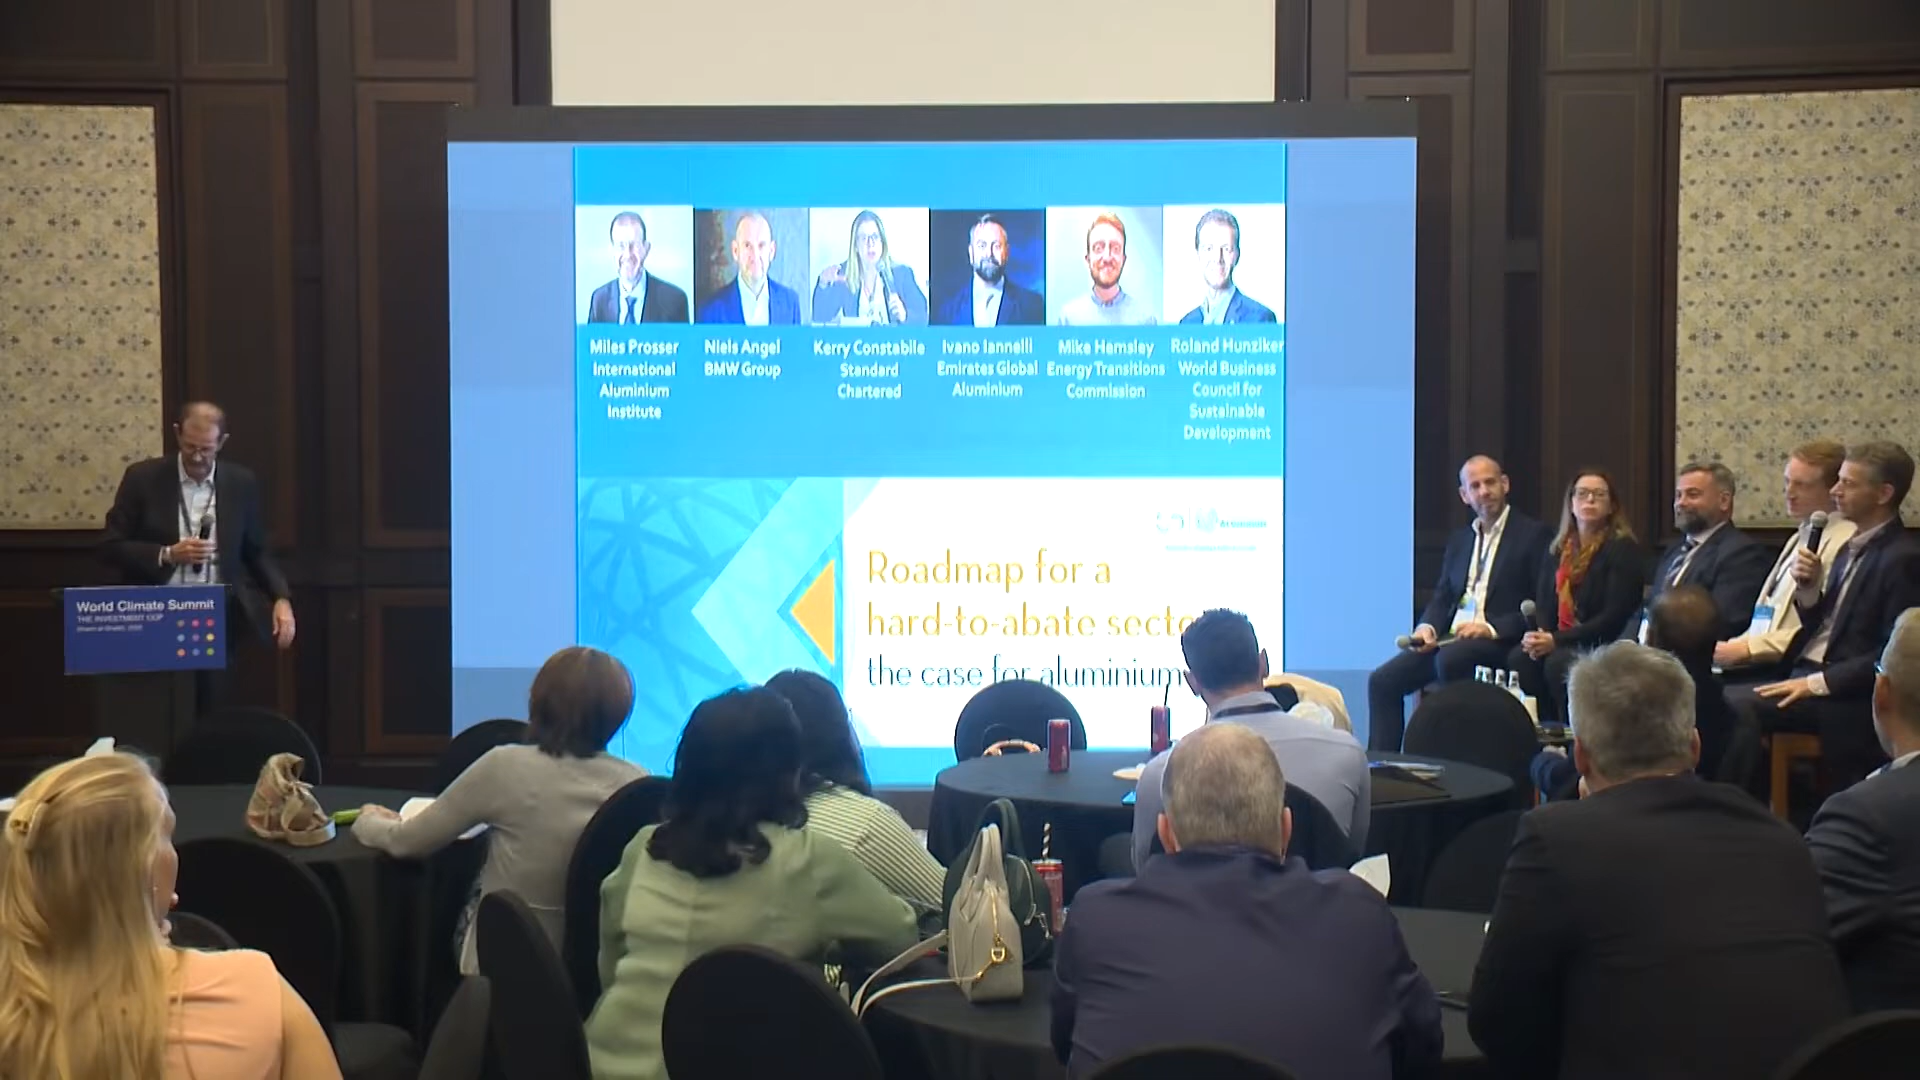 Miles Prosser
International
Aluminium
Institute
Niels Angel
BMW Group
Kerry Constabile
Standard
Chartered
Ivano Iannelli
Emirates Global
Aluminium
Mike Hemsley
Energy Transitions
Commission
Roland Hunziker
World Business
Council for
Sustainable
Development
Roadmap for a
hard-to-abate secto
the case for aluminium
World Climate Summit
THE INVESTMENT COP